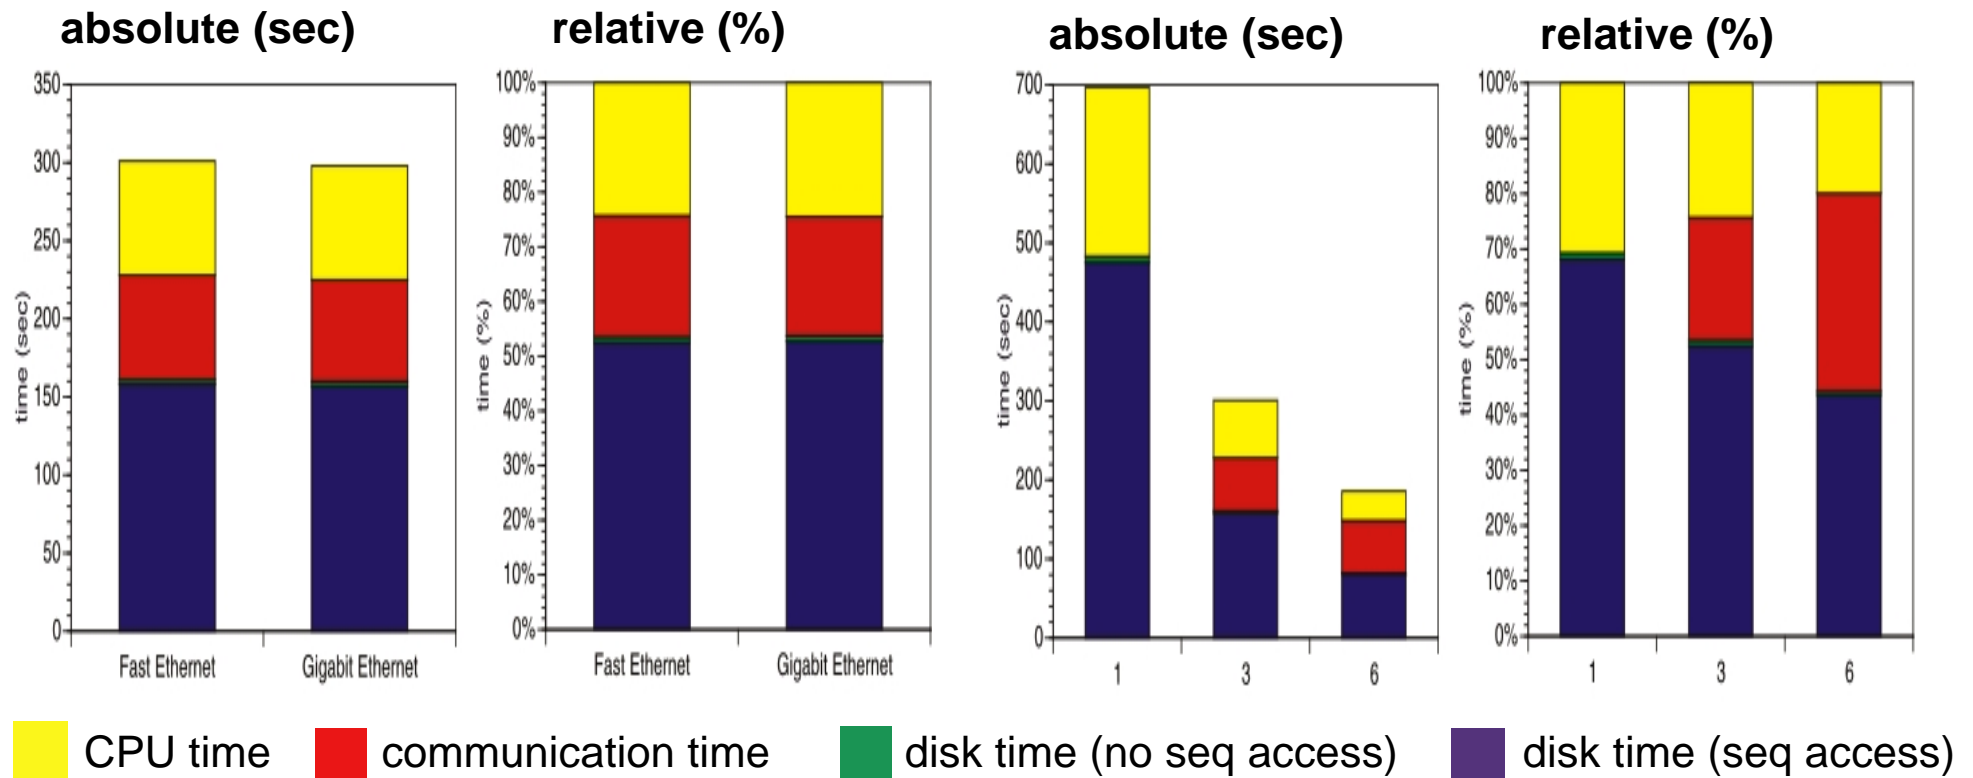 absolute (sec)
relative (%)
absolute (sec)
relative (%)
350
300
250
200
150
100
50
0
time (sec)
Fast Ethernet
Gigabit Ethernet
100%
90%
80%
70%
60%
50%
40%
30%
20%
10%
0%
time (%)
Fast Ethernet
Gigabit Ethernet
700
600
500
400
300
200
100
0
time (sec)
1
3
6
100%
90%
80%
70%
60%
50%
40%
30%
20%
10%
0%
time (%)
1
3
6
CPU time
communication time
disk time (no seq access)
disk time (seq access)